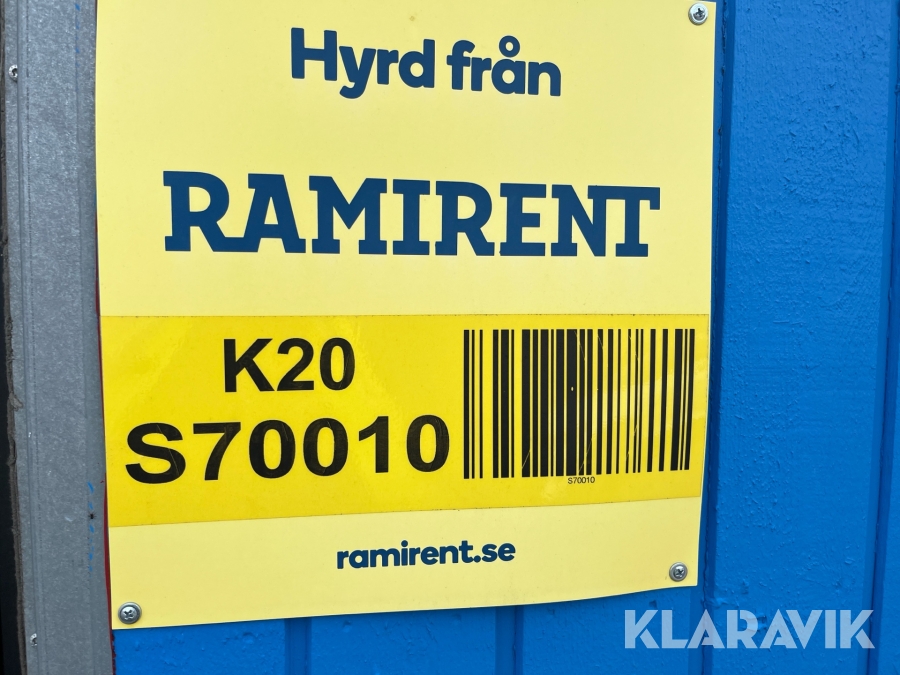 Hyrd från
RAMIRENT
K20
S70010
S70010
ramirent.se
KLARAVIK